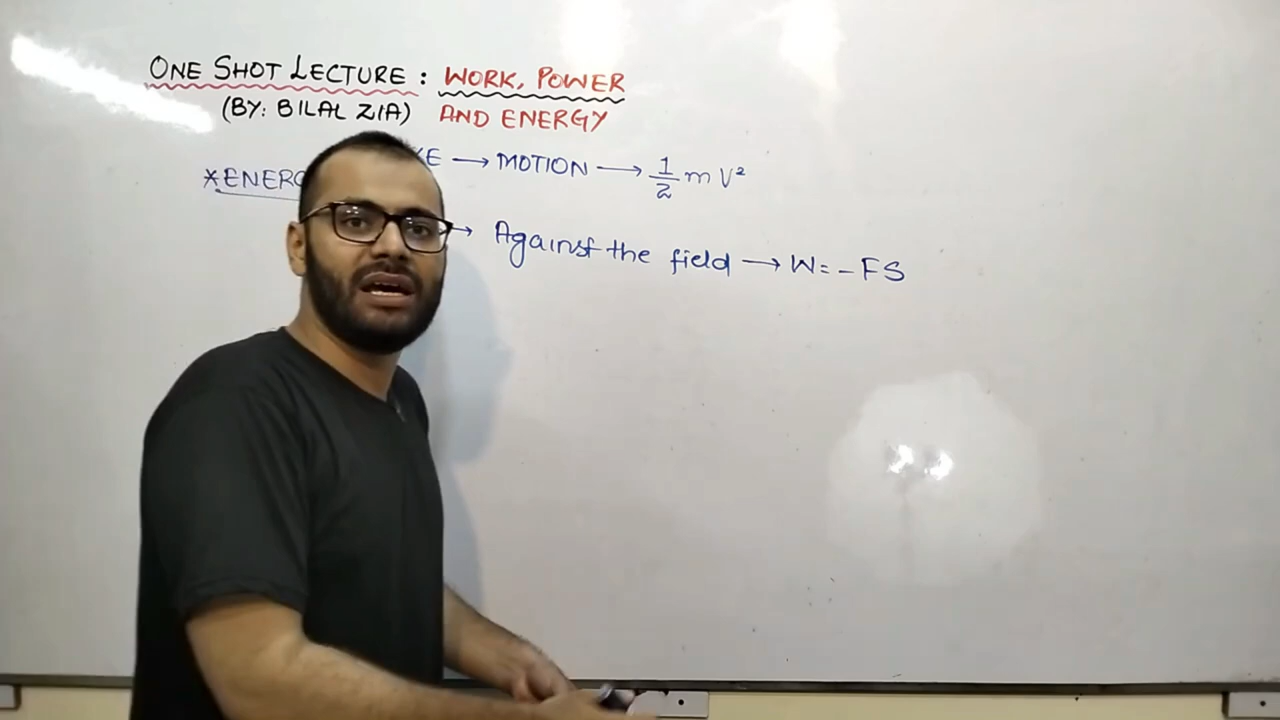 ONE SHOT LECTURE : WORK, POWER
(BY: BILAL ZIA) AND ENERGY
KE → MOTION → 1/2 m V²
*ENERG
→ Against the field → W = - FS